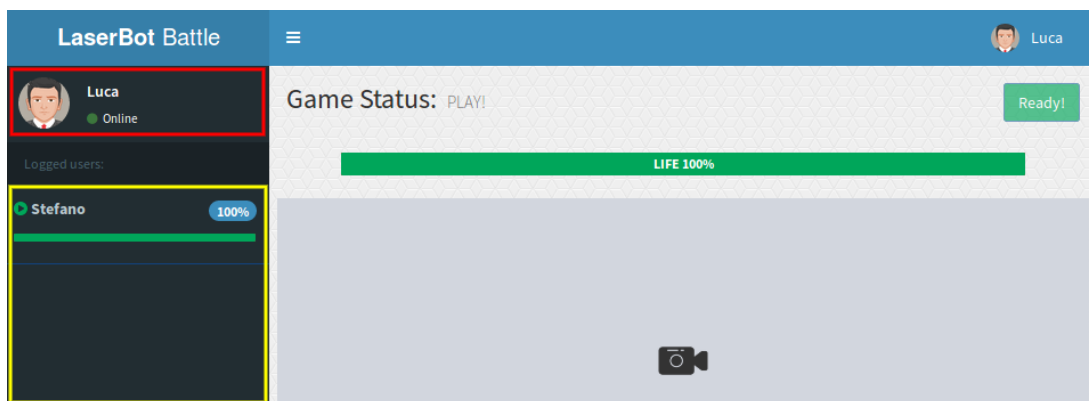 LaserBot Battle
Luca
Luca
Online
Game Status: PLAY!
Ready!
Logged users:
LIFE 100%
Stefano 100%